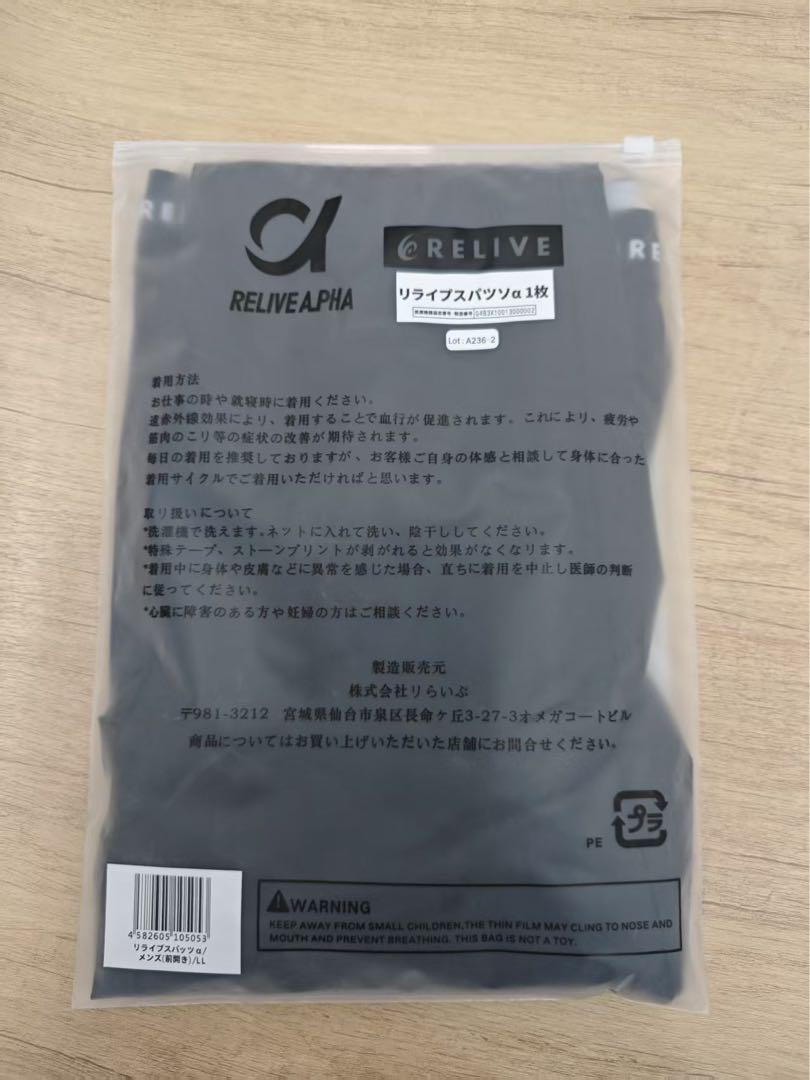 RE
RE
RELIVEALPHA
RELIVE
リライブスパツソα 1枚
Lot : A236-2
着用方法
お仕事の時や就寝時に着用ください。
遠赤外線効果により、着用することで血行が促進されます。これにより、疲労や
筋肉のこり等の症状の改善が期待されます。
毎日の着用を推奨しておりますが、お客様ご自身の体感と相談して身体に合った
着用サイクルでご着用いただければと思います。
取り扱いについて
*洗濯機で洗えます。ネットに入れて洗い、陰干ししてください。
*特殊テープ、ストーンプリントが剥がれると効果がなくなリます。
*着用中に身体や皮膚などに異常を感じた場合、直ちに着用を中止し医師の判断
に従ってください。
*心臓に障害のある方や妊婦の方はご相談ください。
製造販売元
株式会社りらいぶ
〒981-3212 宮城県仙台市泉区長命ケ丘3-27-3オメガコートビル
商品についてはお買い上げいただいた店舗にお問合せください。
プラ
PE
WARNING
KEEP AWAY FROM SMALL CHILDREN,THE THIN FILM MAY CLING TO NOSE AND
MOUTH AND PREVENT BREATHING. THIS BAG IS NOT A TOY.
4 582605 105053
リライブスパッツα/
メンズ(前開き)/LL